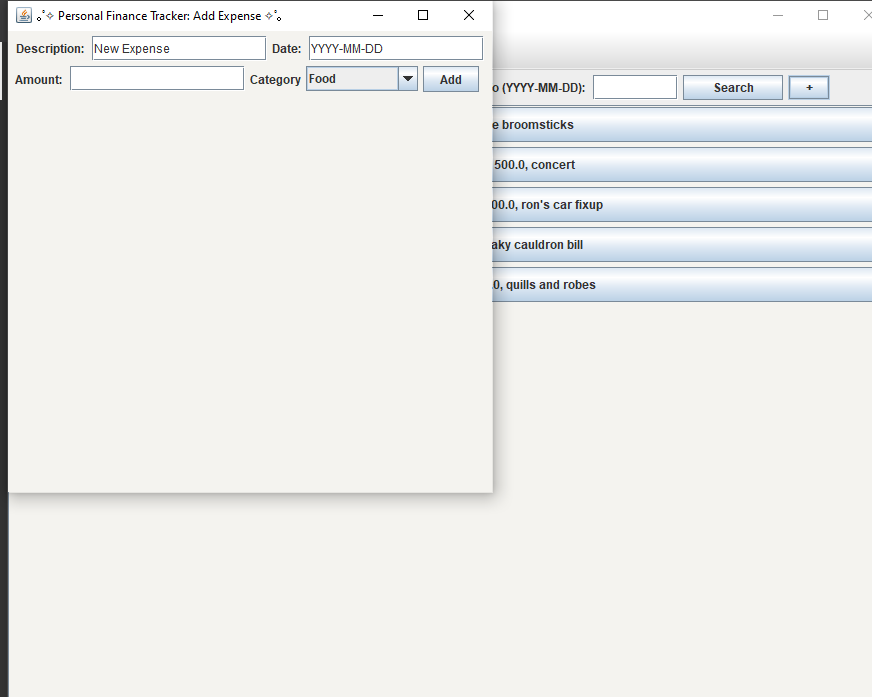 ｡ﾟ✧ Personal Finance Tracker: Add Expense ✧ﾟ｡
Description: New Expense Date: YYYY-MM-DD
Amount: Category Food Add
o (YYYY-MM-DD): Search +
e broomsticks
500.0, concert
00.0, ron's car fixup
aky cauldron bill
.0, quills and robes